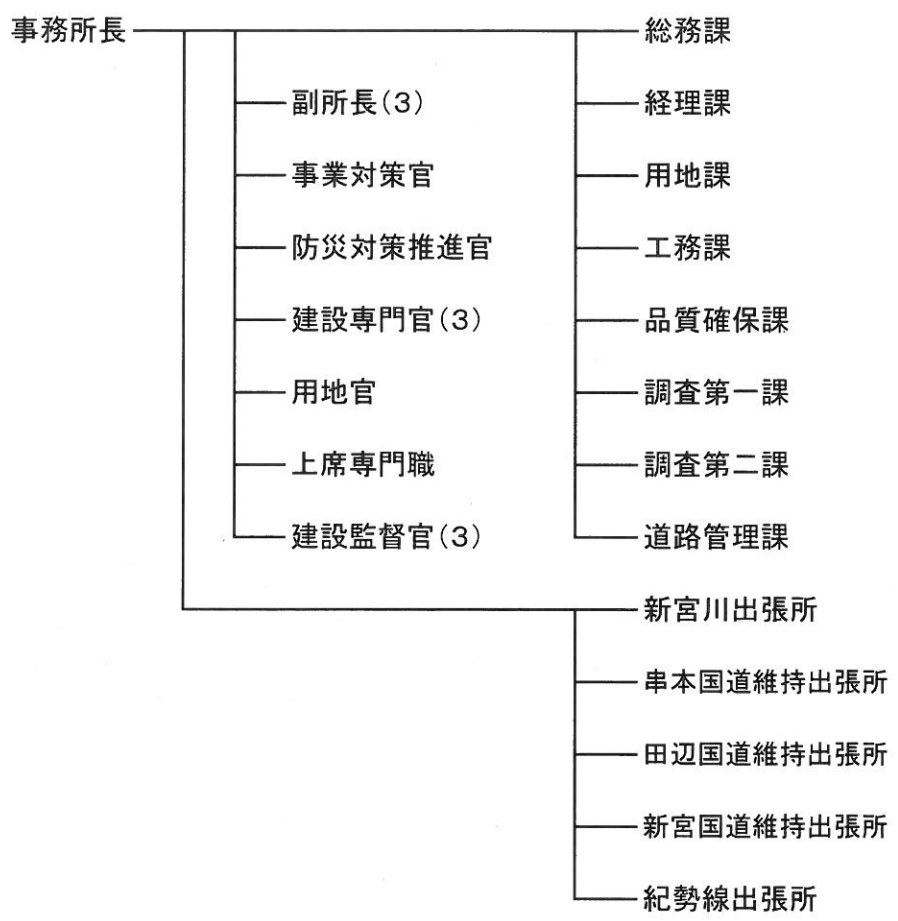 事務所長
副所長(3)
事業対策官
防災対策推進官
建設専門官(3)
用地官
上席専門職
建設監督官(3)
総務課
経理課
用地課
工務課
品質確保課
調査第一課
調査第二課
道路管理課
新宮川出張所
串本国道維持出張所
田辺国道維持出張所
新宮国道維持出張所
紀勢線出張所